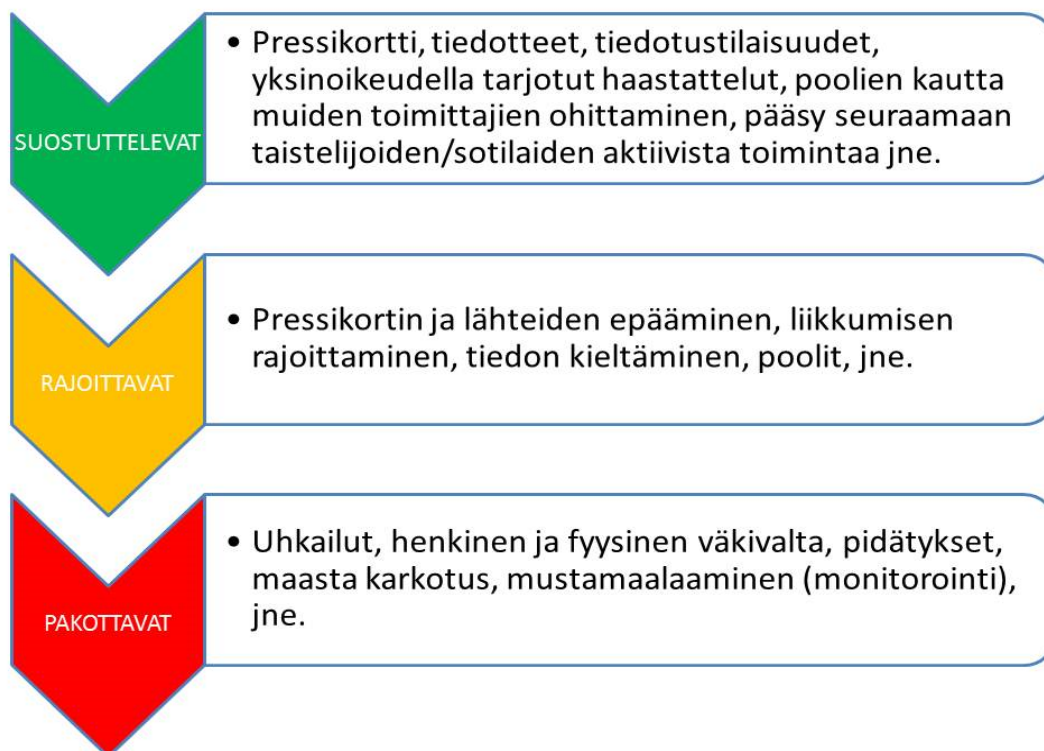 SUOSTUTTELEVAT
• Pressikortti, tiedotteet, tiedotustilaisuudet,
yksinoikeudella tarjotut haastattelut, poolien kautta
muiden toimittajien ohittaminen, pääsy seuraamaan
taistelijoiden/sotilaiden aktiivista toimintaa jne.
RAJOITTAVAT
• Pressikortin ja lähteiden epääminen, liikkumisen
rajoittaminen, tiedon kieltäminen, poolit, jne.
PAKOTTAVAT
• Uhkailut, henkinen ja fyysinen väkivalta, pidätykset,
maasta karkotus, mustamaalaaminen (monitorointi),
jne.